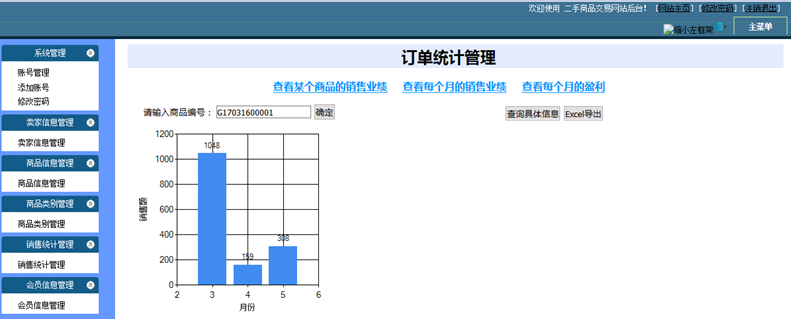 欢迎使用 二手商品交易网站后台! [网站主页] [修改密码] [注销退出]
缩小左框架
主菜单
系统管理
账号管理
添加账号
修改密码
卖家信息管理
卖家信息管理
商品信息管理
商品信息管理
商品类别管理
商品类别管理
销售统计管理
销售统计管理
会员信息管理
会员信息管理
订单统计管理
查看某个商品的销售业绩 查看每个月的销售业绩 查看每个月的盈利
请输入商品编号: G17031600001 确定
查询具体信息 Excel导出
1200
1000
800
600
400
200
0
销售额
1048
159
308
2 3 4 5 6
月份